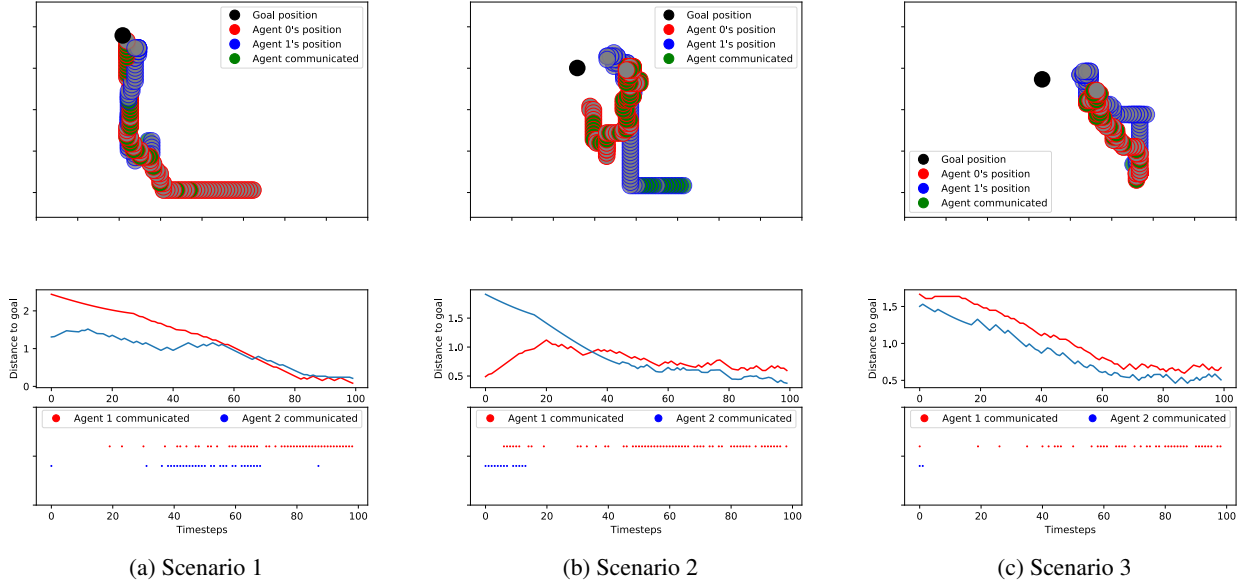 Goal position
Agent 0's position
Agent 1's position
Agent communicated
Goal position
Agent 0's position
Agent 1's position
Agent communicated
Goal position
Agent 0's position
Agent 1's position
Agent communicated
Distance to goal
2
1
0
0 20 40 60 80 100
Distance to goal
1.5
1.0
0.5
0 20 40 60 80 100
Distance to goal
1.5
1.0
0.5
0 20 40 60 80 100
Agent 1 communicated Agent 2 communicated
0 20 40 60 80 100
Timesteps
Agent 1 communicated Agent 2 communicated
0 20 40 60 80 100
Timesteps
Agent 1 communicated Agent 2 communicated
0 20 40 60 80 100
Timesteps
(a) Scenario 1
(b) Scenario 2
(c) Scenario 3